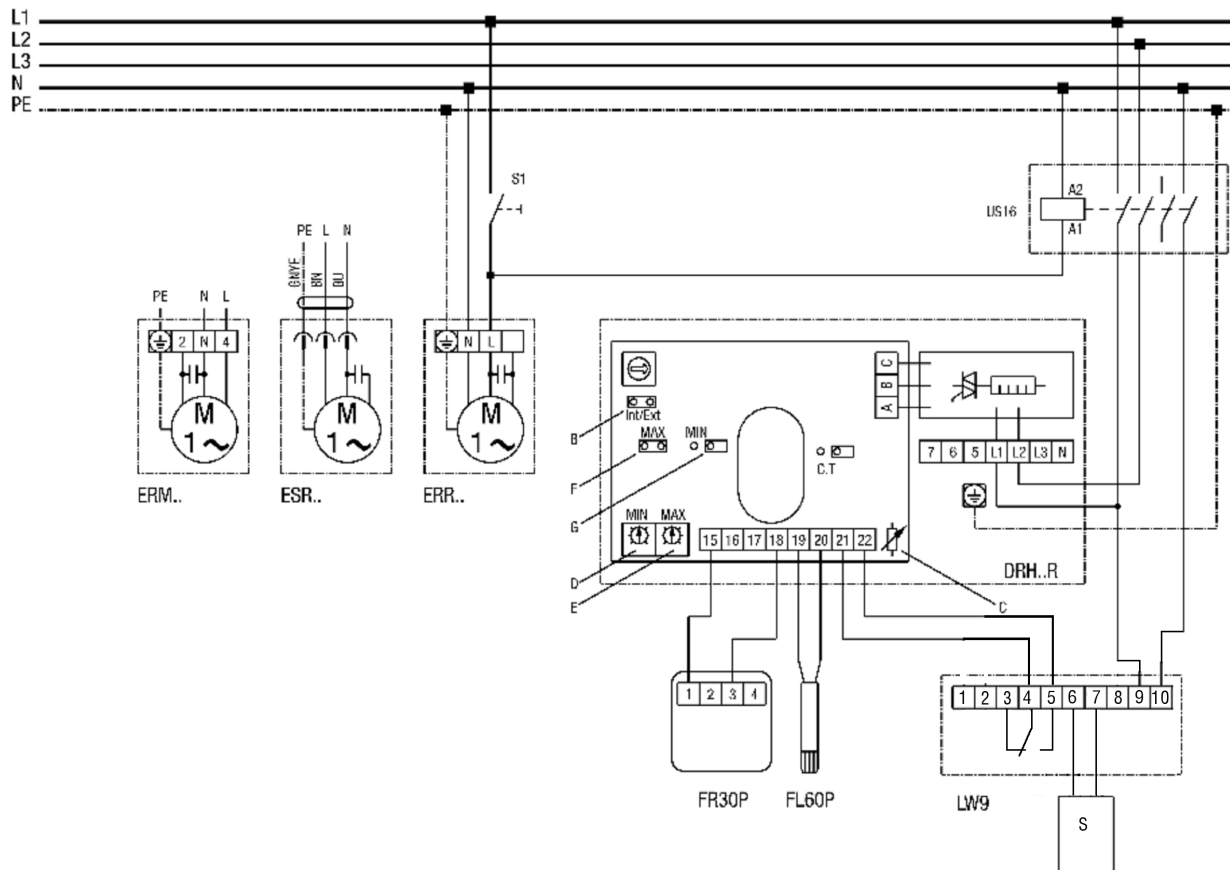 L1
L2
L3
N
PE
S1
A2
US16
A1
PE L N
GN/YE BN BU
PE N L
2 N 4
N L
M
1
M
1
M
1
ERM..
ESR..
ERR..
Int/Ext
B
MAX MIN
C.T
F
G
MIN MAX
D
E
15 16 17 18 19 20 21 22
C
B
A
7 6 5 L1 L2 L3 N
DRH..R
C
1 2 3 4
FR30P
FL60P
1 2 3 4 5 6 7 8 9 10
LW9
S